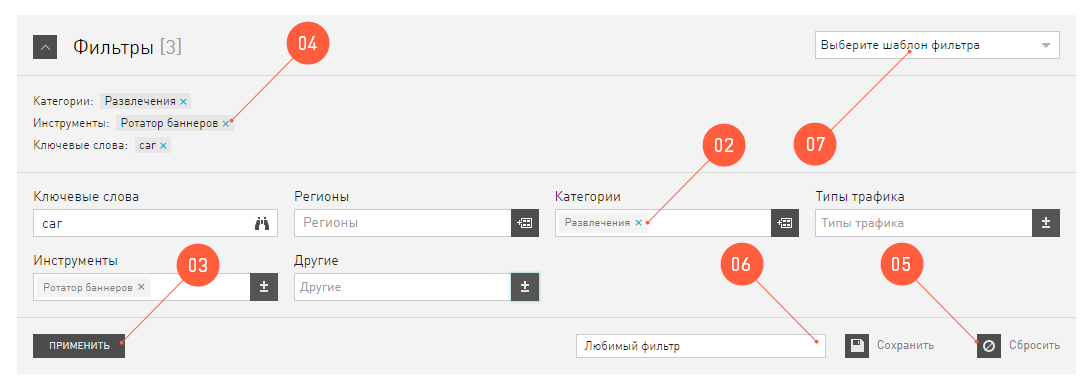 Фильтры [3]
04
Выберите шаблон фильтра
Категории: Развлечения ×
Инструменты: Ротатор баннеров ×
Ключевые слова: car ×
02
07
Ключевые слова
Регионы
Категории
Типы трафика
car
Регионы
Развлечения ×
Типы трафика
Инструменты
03
Другие
06
05
Ротатор баннеров ×
±
Другие
±
±
ПРИМЕНИТЬ
Любимый фильтр
Сохранить
Сбросить